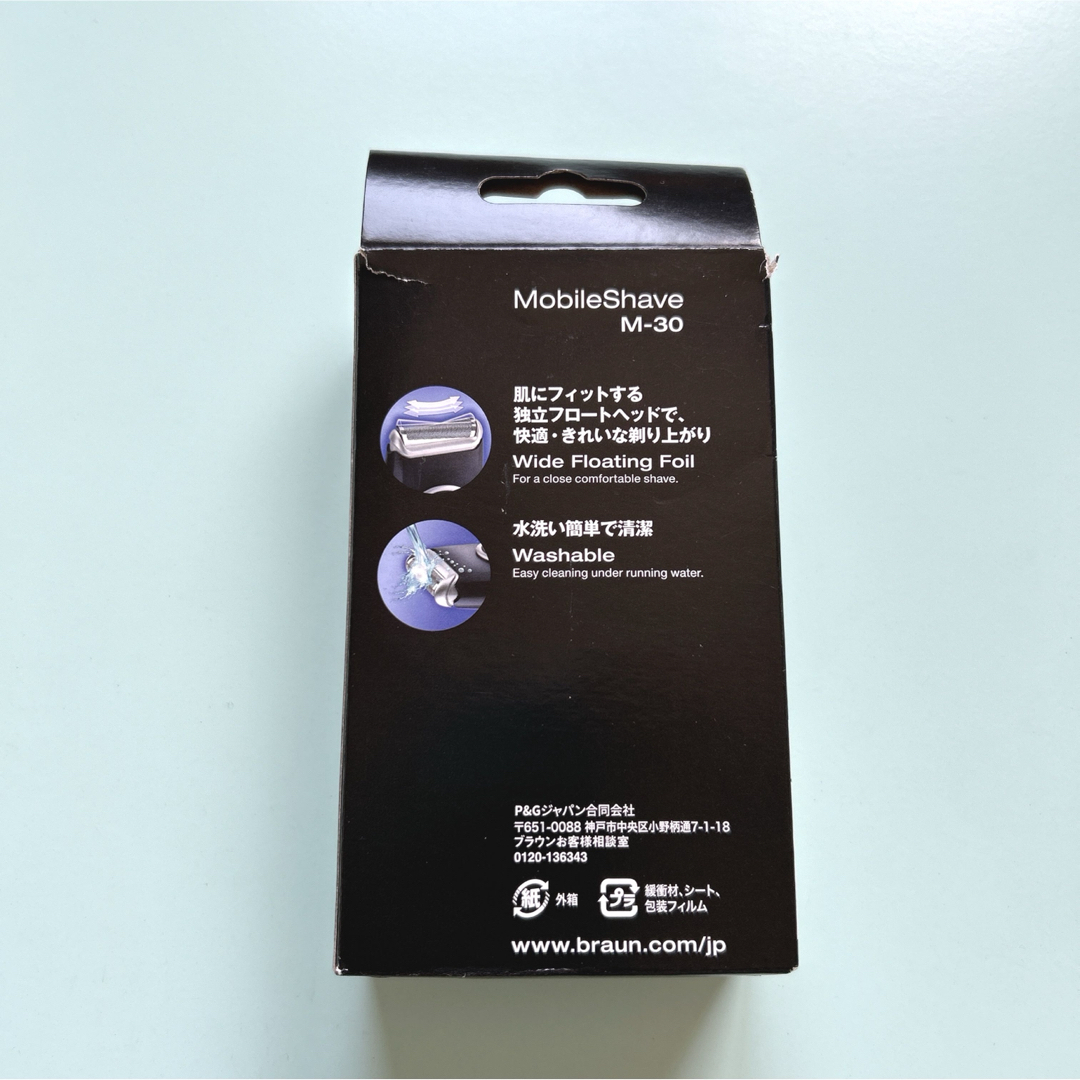 MobileShave
M-30
肌にフィットする
独立フロートヘッドで、
快適・きれいな剃り上がり
Wide Floating Foil
For a close comfortable shave.
水洗い簡単で清潔
Washable
Easy cleaning under running water.
P&Gジャパン合同会社
〒651-0088 神戸市中央区小野柄通7-1-18
ブラウンお客様相談室
0120-136343
紙 外箱 プラ 緩衝材、シート、
包装フィルム
www.braun.com/jp